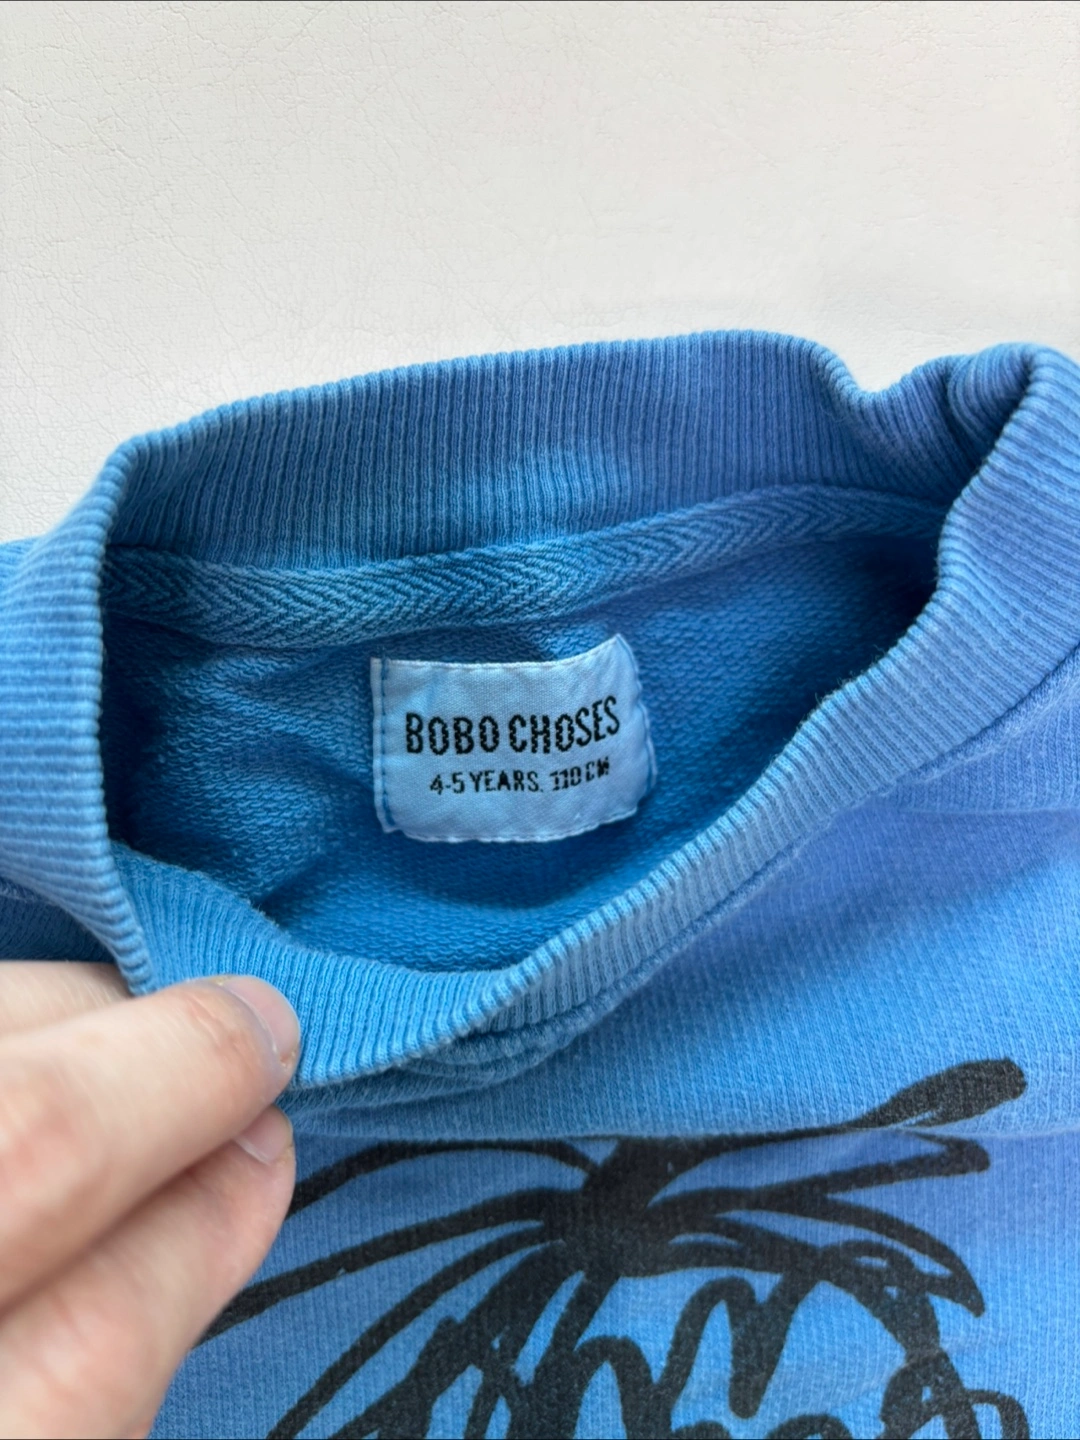 BOBO CHOSES
4-5 YEARS. 110 CM